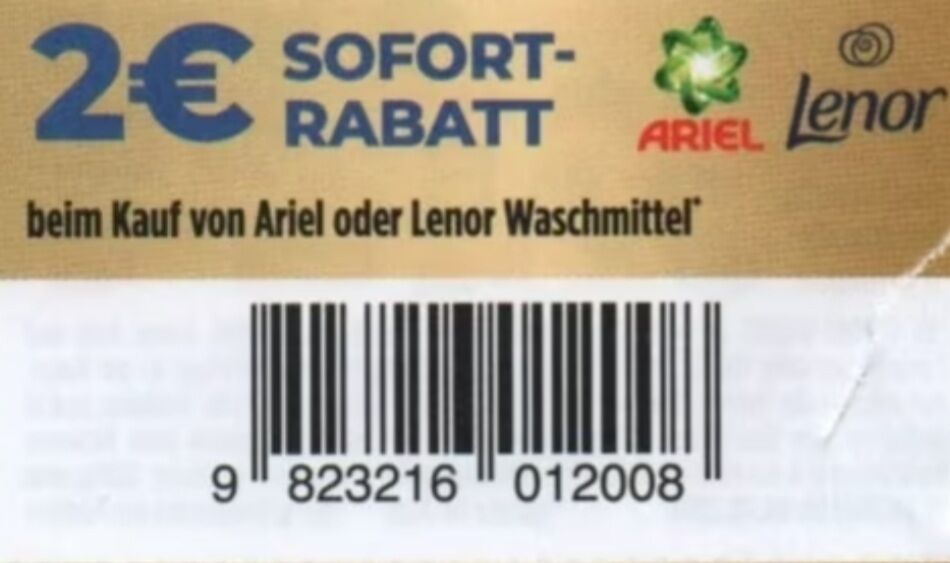 2€ SOFORT-
RABATT
ARIEL
Lenor
beim Kauf von Ariel oder Lenor Waschmittel*
9 823216 012008